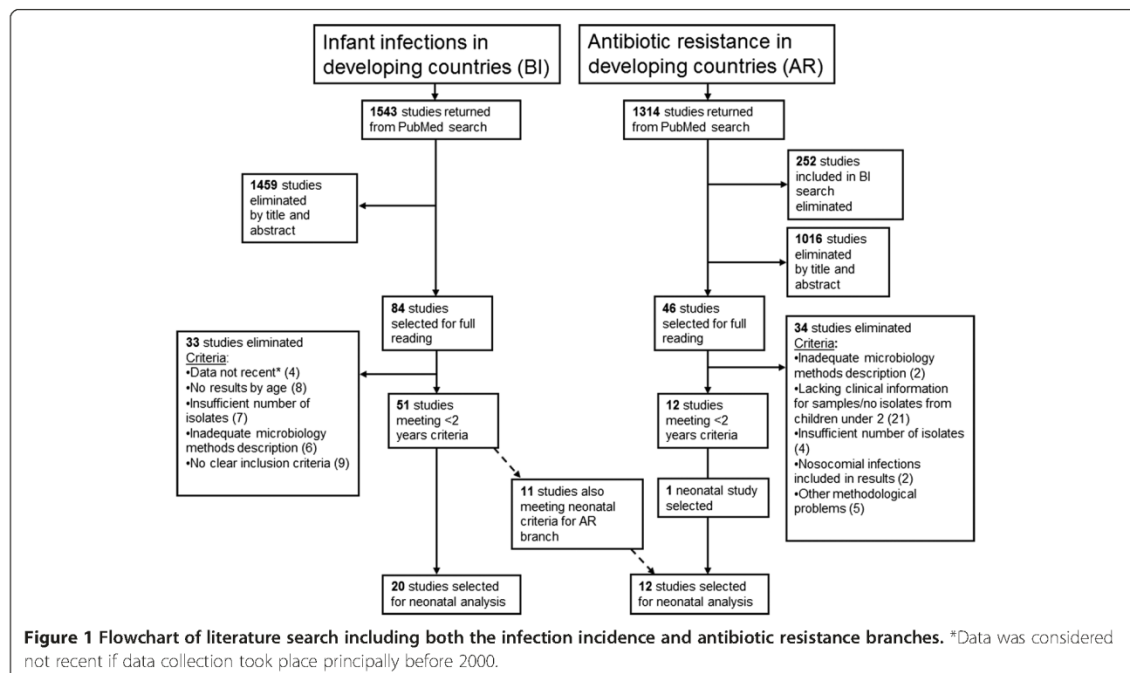 Infant infections in
developing countries (BI)
Antibiotic resistance in
developing countries (AR)
1543 studies returned
from PubMed search
1314 studies returned
from PubMed search
252 studies
included in BI
search
eliminated
1459 studies
eliminated
by title and
abstract
1016 studies
eliminated
by title and
abstract
84 studies
selected for full
reading
46 studies
selected for full
reading
33 studies eliminated
Criteria:
•Data not recent* (4)
•No results by age (8)
•Insufficient number of
isolates (7)
•Inadequate microbiology
methods description (6)
•No clear inclusion criteria (9)
34 studies eliminated
Criteria:
•Inadequate microbiology
methods description (2)
•Lacking clinical information
for samples/no isolates from
children under 2 (21)
•Insufficient number of isolates
(4)
•Nosocomial infections
included in results (2)
•Other methodological
problems (5)
51 studies
meeting <2
years criteria
12 studies
meeting <2
years criteria
11 studies also
meeting neonatal
criteria for AR
branch
1 neonatal study
selected
20 studies selected
for neonatal analysis
12 studies selected
for neonatal analysis
Figure 1 Flowchart of literature search including both the infection incidence and antibiotic resistance branches. *Data was considered
not recent if data collection took place principally before 2000.